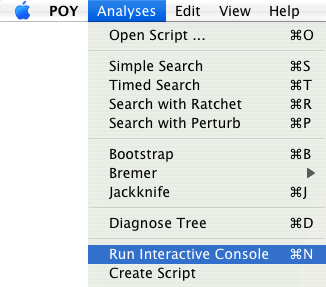 POY Analyses Edit View Help
Open Script ... ⌘O
Simple Search ⌘S
Timed Search ⌘T
Search with Ratchet ⌘R
Search with Perturb ⌘P
Bootstrap ⌘B
Bremer
Jackknife ⌘J
Diagnose Tree ⌘D
Run Interactive Console ⌘N
Create Script